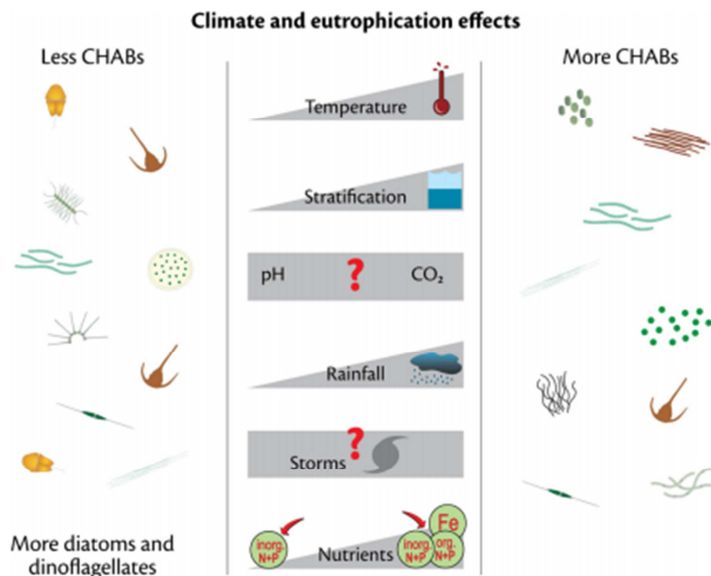 Climate and eutrophication effects
Less CHABs
More CHABs
Temperature
Stratification
pH ? CO₂
Rainfall
?
Storms
Fe
inorg. N+P
inorg. N+P
org. N+P
Nutrients
More diatoms and
dinoflagellates